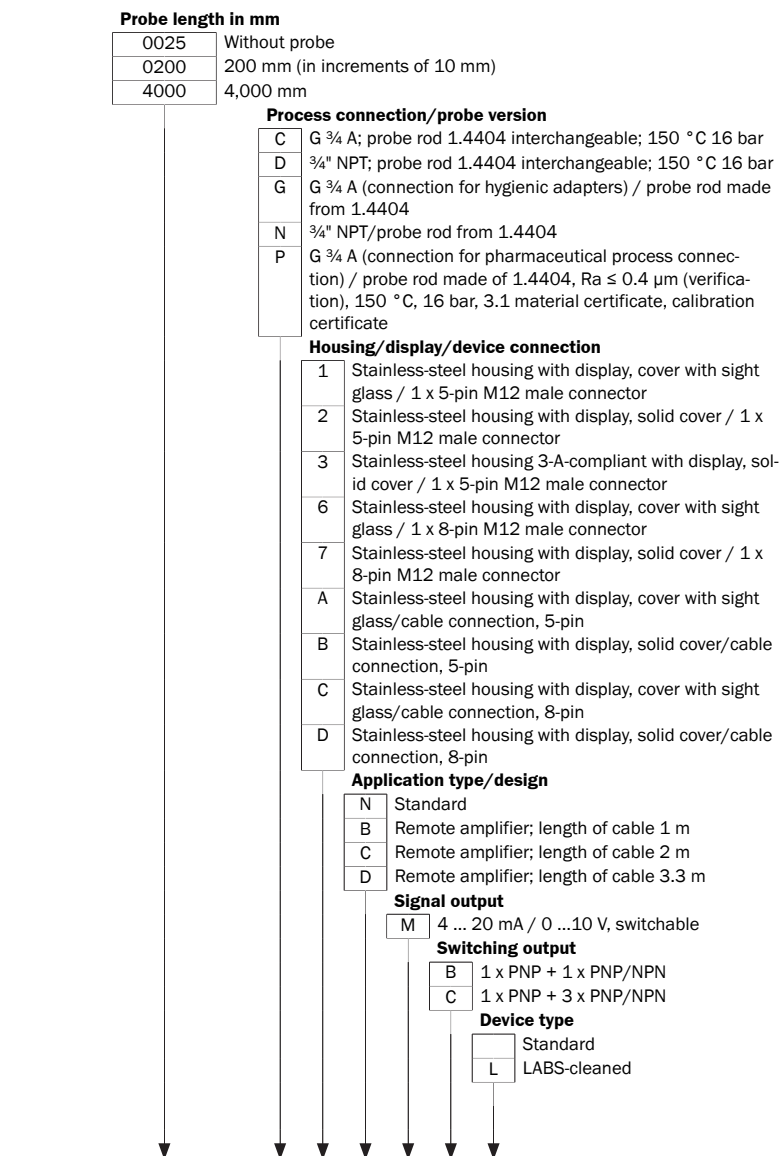 Probe length in mm
0025 Without probe
0200 200 mm (in increments of 10 mm)
4000 4,000 mm
Process connection/probe version
C G ¾ A; probe rod 1.4404 interchangeable; 150 °C 16 bar
D ¾" NPT; probe rod 1.4404 interchangeable; 150 °C 16 bar
G G ¾ A (connection for hygienic adapters) / probe rod made
from 1.4404
N ¾" NPT/probe rod from 1.4404
P G ¾ A (connection for pharmaceutical process connec-
tion) / probe rod made of 1.4404, Ra ≤ 0.4 µm (verifica-
tion), 150 °C, 16 bar, 3.1 material certificate, calibration
certificate
Housing/display/device connection
1 Stainless-steel housing with display, cover with sight
glass / 1 x 5-pin M12 male connector
2 Stainless-steel housing with display, solid cover / 1 x
5-pin M12 male connector
3 Stainless-steel housing 3-A-compliant with display, sol-
id cover / 1 x 5-pin M12 male connector
6 Stainless-steel housing with display, cover with sight
glass / 1 x 8-pin M12 male connector
7 Stainless-steel housing with display, solid cover / 1 x
8-pin M12 male connector
A Stainless-steel housing with display, cover with sight
glass/cable connection, 5-pin
B Stainless-steel housing with display, solid cover/cable
connection, 5-pin
C Stainless-steel housing with display, cover with sight
glass/cable connection, 8-pin
D Stainless-steel housing with display, solid cover/cable
connection, 8-pin
Application type/design
N Standard
B Remote amplifier; length of cable 1 m
C Remote amplifier; length of cable 2 m
D Remote amplifier; length of cable 3.3 m
Signal output
M 4 ... 20 mA / 0 ...10 V, switchable
Switching output
B 1 x PNP + 1 x PNP/NPN
C 1 x PNP + 3 x PNP/NPN
Device type
Standard
L LABS-cleaned